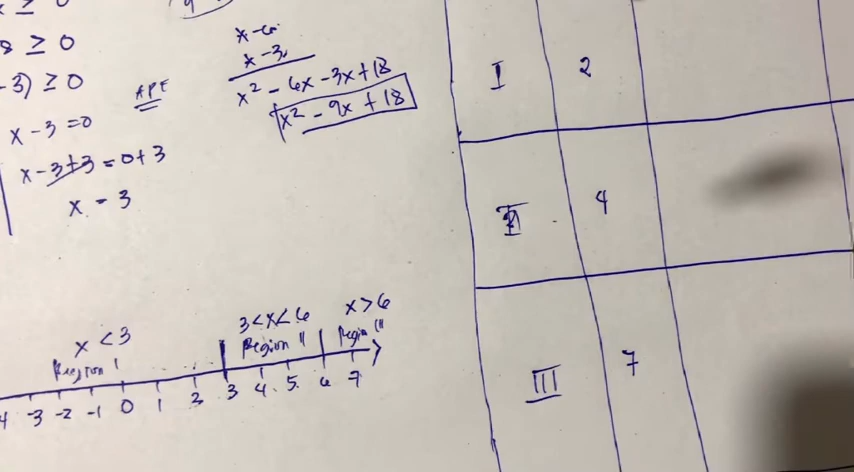 ≥ 0
8 ≥ 0
-3) ≥ 0
x - 3 = 0
x - 3 + 3 = 0 + 3
x = 3
APF
x - 6
x - 3
x² - 6x - 3x + 18
x² - 9x + 18
I 2
II 4
III 7
x < 3
3 < x < 6
x > 6
Region I
Region II
Region III
4 -3 -2 -1 0 1 2 3 4 5 6 7